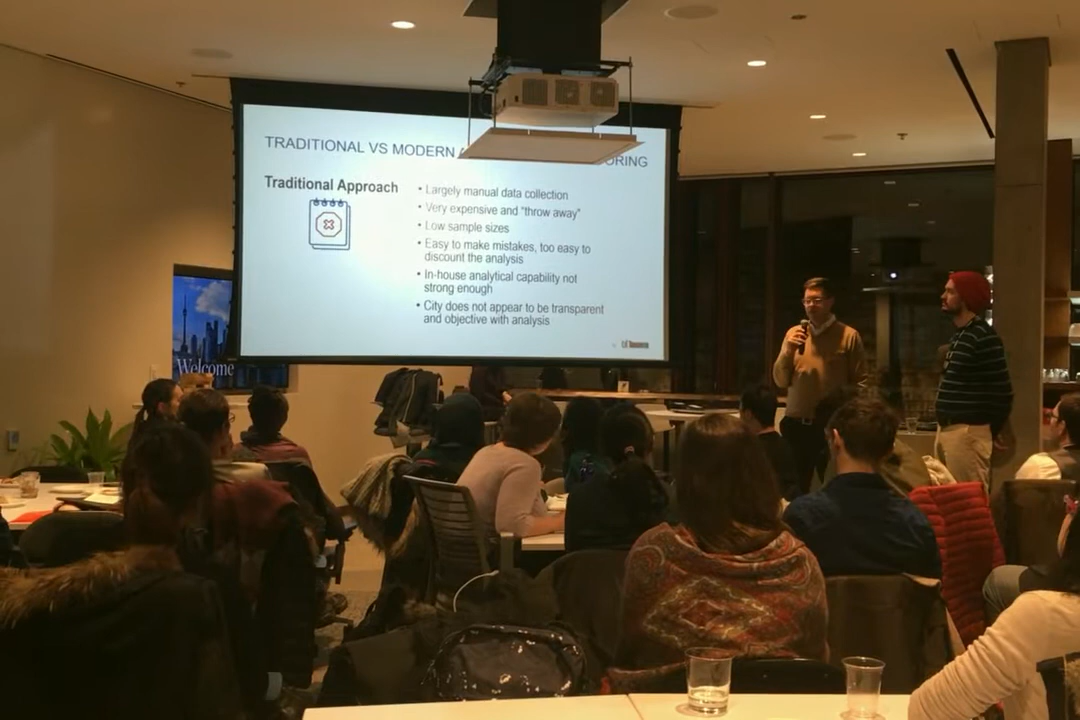 TRADITIONAL VS MODERN ORING
Traditional Approach
• Largely manual data collection
• Very expensive and "throw away"
• Low sample sizes
• Easy to make mistakes, too easy to
discount the analysis
• In-house analytical capability not
strong enough
• City does not appear to be transparent
and objective with analysis
Toronto
Welcome